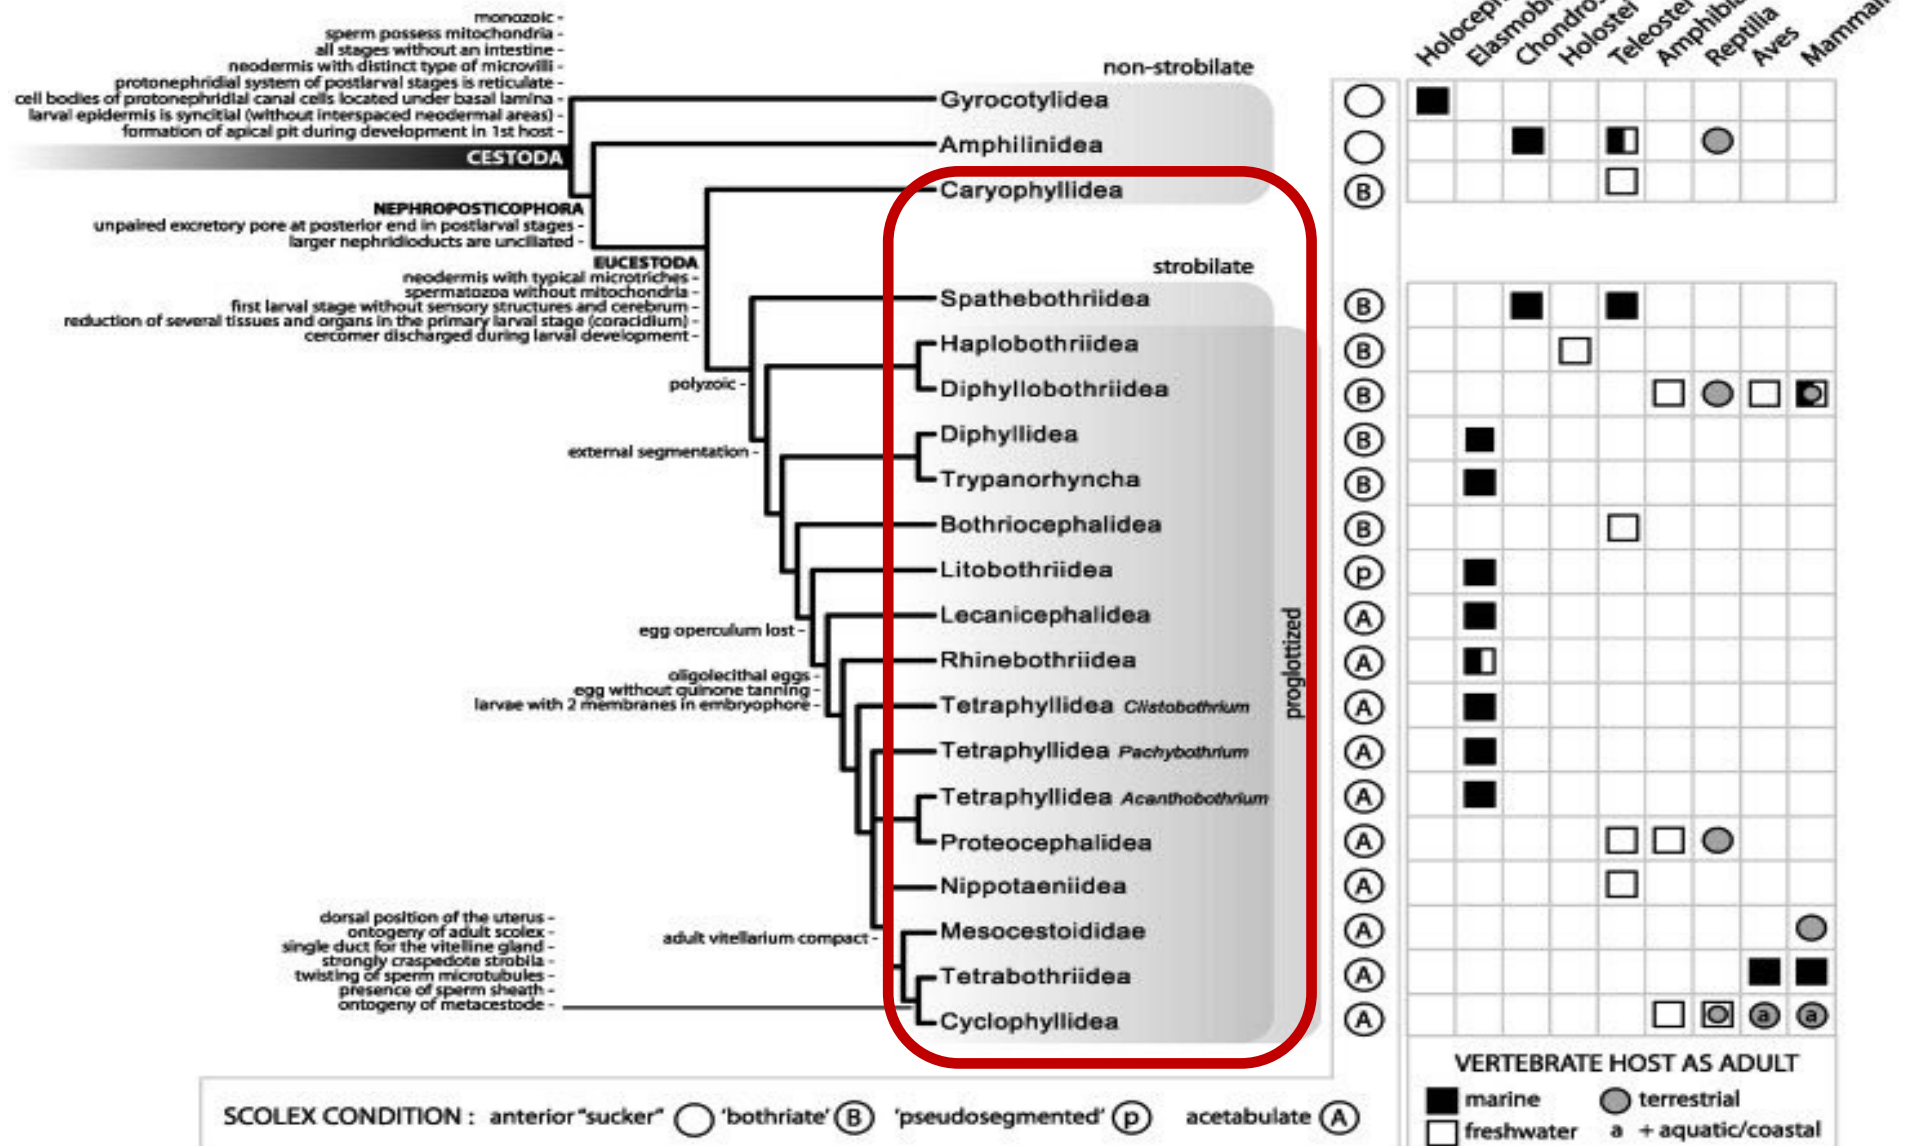 monozoic -
sperm possess mitochondria -
all stages without an intestine -
neodermis with distinct type of microvilli -
protonephridial system of postlarval stages is reticulate -
cell bodies of protonephridial canal cells located under basal lamina -
larval epidermis is syncitial (without interspaced neodermal areas) -
formation of apical pit during development in 1st host -
CESTODA
NEPHROPOSTICOPHORA
unpaired excretory pore at posterior end in postlarval stages -
larger nephridioducts are unciliated -
EUCESTODA
neodermis with typical microtriches -
spermatozoa without mitochondria -
first larval stage without sensory structures and cerebrum -
reduction of several tissues and organs in the primary larval stage (coracidium) -
cercomer discharged during larval development -
polyzoic -
external segmentation -
egg operculum lost -
oligolecithal eggs -
egg without quinone tanning -
larvae with 2 membranes in embryophore -
adult vitellarium compact -
dorsal position of the uterus -
ontogeny of adult scolex -
single duct for the vitelline gland -
strongly craspedote strobila -
twisting of sperm microtubules -
presence of sperm sheath -
ontogeny of metacestode -
non-strobilate
Gyrocotylidea
Amphilinidea
Caryophyllidea
B
strobilate
Spathebothriidea
B
Haplobothriidea
B
Diphyllobothriidea
B
Diphyllidea
B
Trypanorhyncha
B
Bothriocephalidea
B
Litobothriidea
p
Lecanicephalidea
A
Rhinebothriidea
A
Tetraphyllidea Clistobothrium
A
Tetraphyllidea Pachybothrium
A
Tetraphyllidea Acanthobothrium
A
Proteocephalidea
A
Nippotaeniidea
A
Mesocestoididae
A
Tetrabothriidea
A
Cyclophyllidea
A
a
a
proglottized
Holostei
Reptilia
Aves
SCOLEX CONDITION : anterior "sucker" 'bothriate' B 'pseudosegmented' p acetabulate A
VERTEBRATE HOST AS ADULT
marine terrestrial
freshwater a + aquatic/coastal